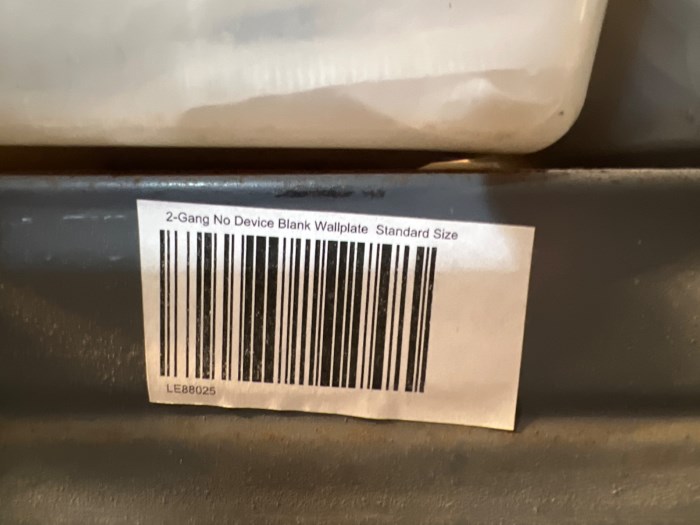 2-Gang No Device Blank Wallplate Standard Size
LE88025